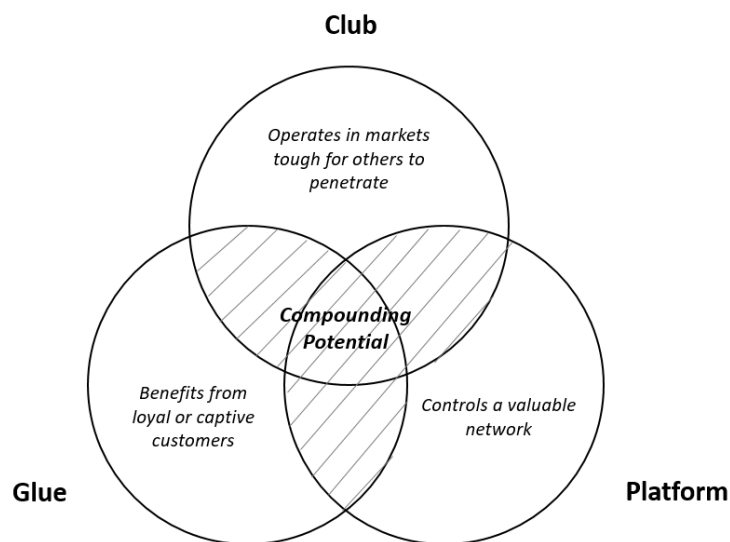 Club
Operates in markets
tough for others to
penetrate
Compounding
Potential
Benefits from
loyal or captive
customers
Controls a valuable
network
Glue
Platform